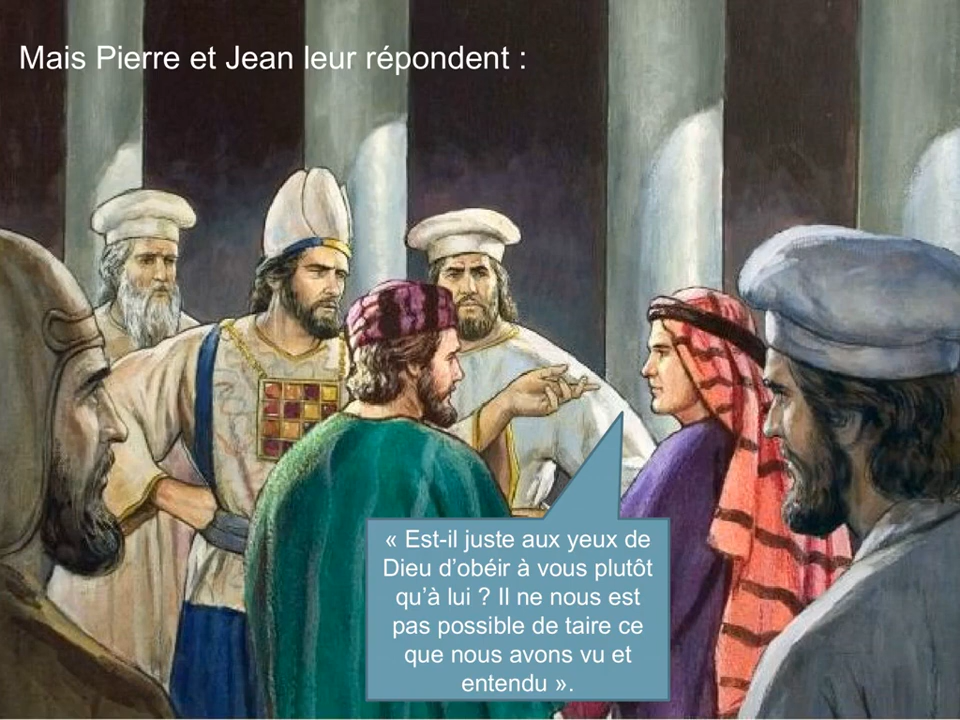 Mais Pierre et Jean leur répondent :
« Est-il juste aux yeux de
Dieu d’obéir à vous plutôt
qu’à lui ? Il ne nous est
pas possible de taire ce
que nous avons vu et
entendu ».